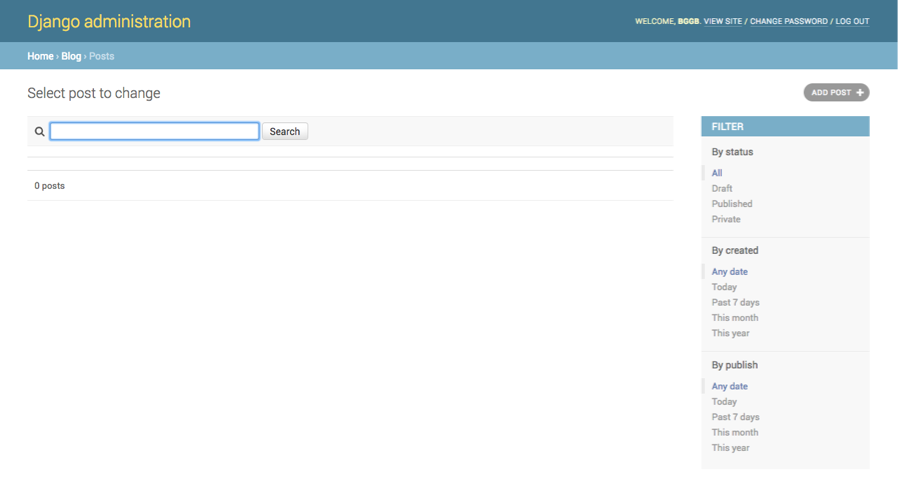 Django administration
WELCOME, BGGB. VIEW SITE / CHANGE PASSWORD / LOG OUT
Home › Blog › Posts
Select post to change
ADD POST +
Search
0 posts
FILTER
By status
All
Draft
Published
Private
By created
Any date
Today
Past 7 days
This month
This year
By publish
Any date
Today
Past 7 days
This month
This year